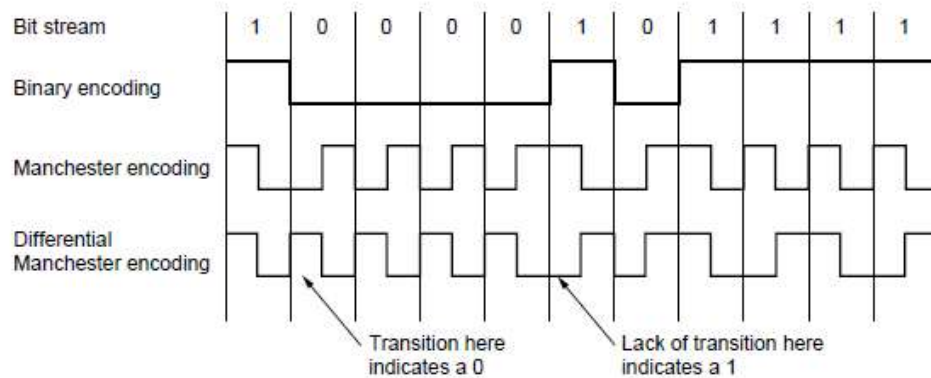 Bit stream 1 0 0 0 0 1 0 1 1 1 1
Binary encoding
Manchester encoding
Differential
Manchester encoding
Transition here
indicates a 0
Lack of transition here
indicates a 1